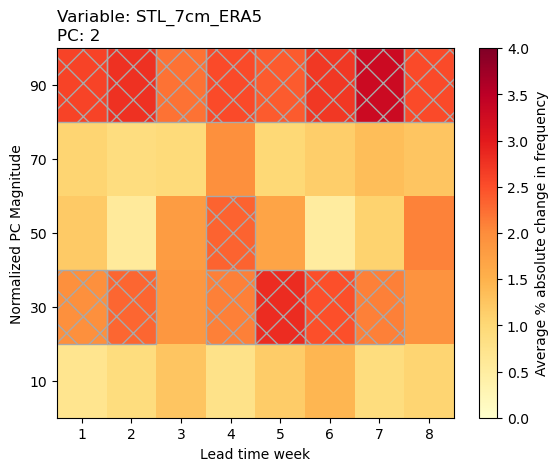 Variable: STL_7cm_ERA5
PC: 2
90
70
50
30
10
Normalized PC Magnitude
1 2 3 4 5 6 7 8
Lead time week
4.0
3.5
3.0
2.5
2.0
1.5
1.0
0.5
0.0
Average % absolute change in frequency